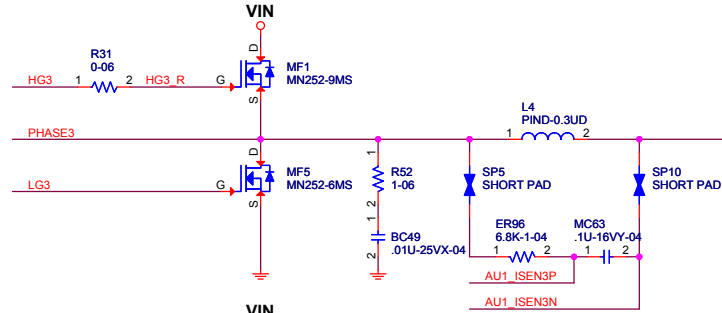 VIN
R31
0-06
HG3
1
2
HG3_R
G
D
S
MF1
MN252-9MS
L4
PIND-0.3UD
PHASE3
1
2
D
G
S
MF5
MN252-6MS
LG3
1
R52
1-06
2
1
BC49
.01U-25VX-04
2
SP5
SHORT PAD
SP10
SHORT PAD
ER96
6.8K-1-04
1
2
MC63
.1U-16VY-04
1
2
AU1_ISEN3P
AU1_ISEN3N
VIN